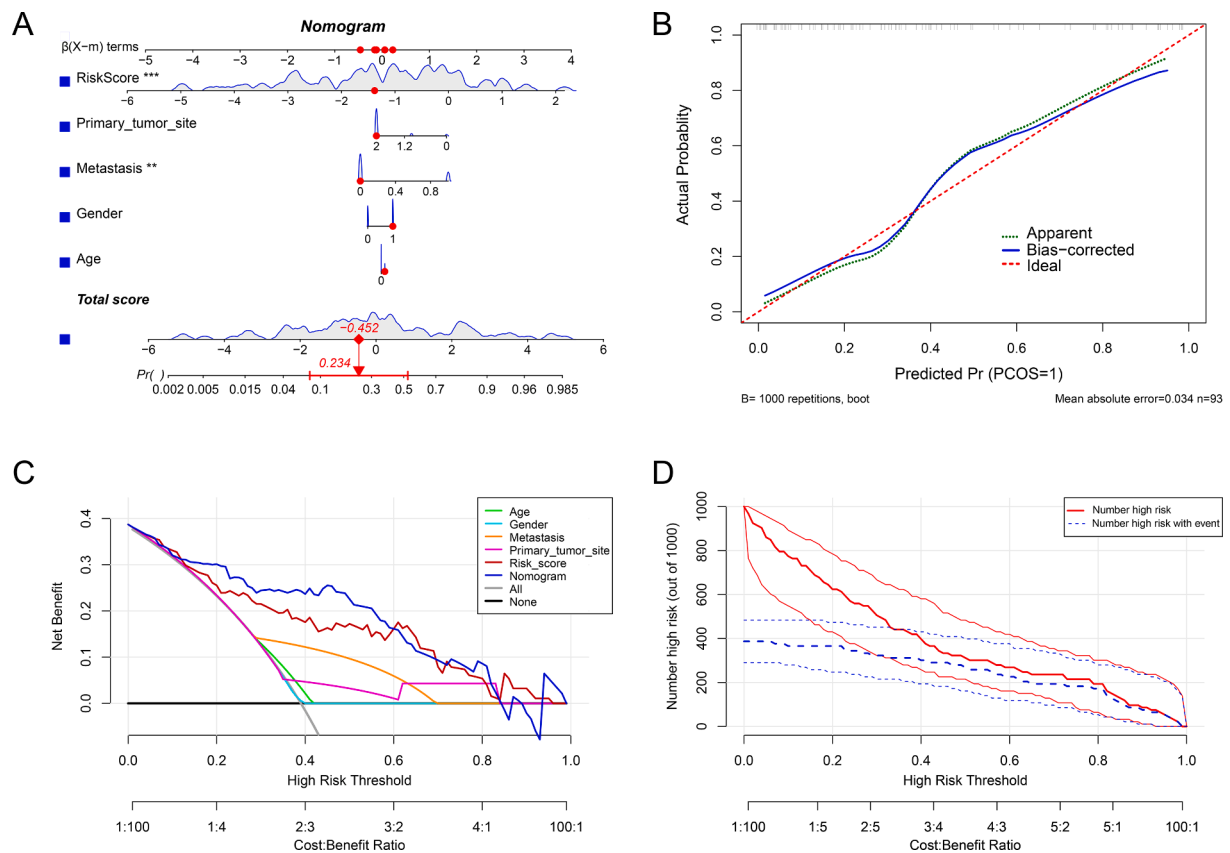 A
Nomogram
β(X−m) terms
−5 −4 −3 −2 −1 0 1 2 3 4
RiskScore ***
−6 −5 −4 −3 −2 −1 0 1 2
Primary_tumor_site
2 1.2 0
Metastasis **
0 0.4 0.8
Gender
0 1
Age
0
Total score
−0.452
−6 −4 −2 0 2 4 6
0.234
Pr( )
0.002 0.005 0.015 0.04 0.1 0.3 0.5 0.7 0.9 0.96 0.985
B
Actual Probablity
1.0
0.8
0.6
0.4
0.2
0.0
Apparent
Bias−corrected
Ideal
0.0 0.2 0.4 0.6 0.8 1.0
Predicted Pr (PCOS=1)
B= 1000 repetitions, boot
Mean absolute error=0.034 n=93
C
Net Benefit
0.4
0.3
0.2
0.1
0.0
Age
Gender
Metastasis
Primary_tumor_site
Risk_score
Nomogram
All
None
0.0 0.2 0.4 0.6 0.8 1.0
High Risk Threshold
1:100 1:4 2:3 3:2 4:1 100:1
Cost:Benefit Ratio
D
Number high risk (out of 1000)
1000
800
600
400
200
0
Number high risk
Number high risk with event
0.0 0.2 0.4 0.6 0.8 1.0
High Risk Threshold
1:100 1:5 2:5 3:4 4:3 5:2 5:1 100:1
Cost:Benefit Ratio